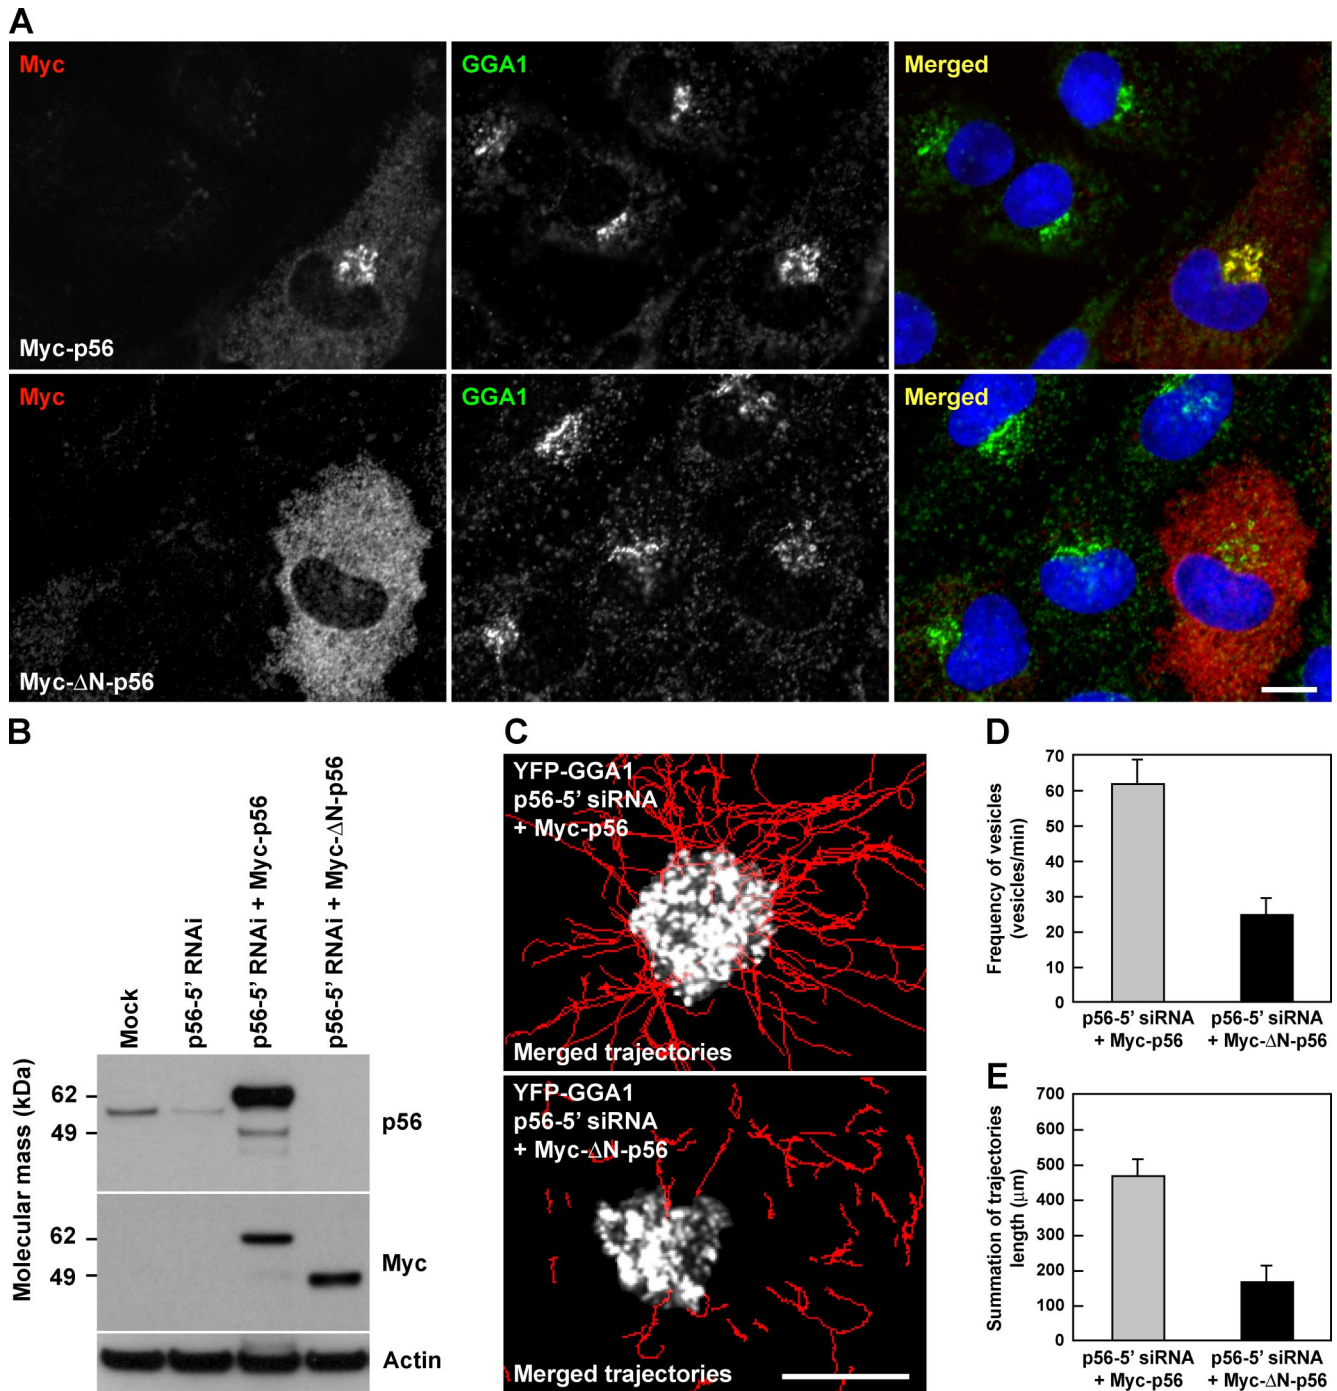 A
Myc
GGA1
Merged
Myc-p56
Myc
GGA1
Merged
Myc-ΔN-p56
B
Mock
p56-5' RNAi
p56-5' RNAi + Myc-p56
p56-5' RNAi + Myc-ΔN-p56
Molecular mass (kDa)
62
49
p56
62
49
Myc
Actin
C
YFP-GGA1
p56-5' siRNA
+ Myc-p56
Merged trajectories
YFP-GGA1
p56-5' siRNA
+ Myc-ΔN-p56
Merged trajectories
D
Frequency of vesicles
(vesicles/min)
70
60
50
40
30
20
10
0
p56-5' siRNA
+ Myc-p56
p56-5' siRNA
+ Myc-ΔN-p56
E
Summation of trajectories
length (μm)
700
600
500
400
300
200
100
0
p56-5' siRNA
+ Myc-p56
p56-5' siRNA
+ Myc-ΔN-p56